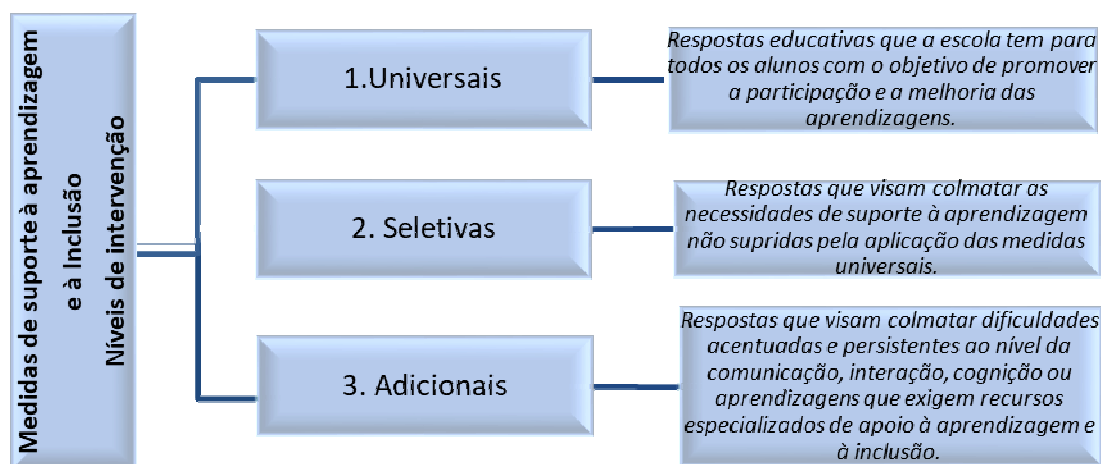 Medidas de suporte à aprendizagem
e à Inclusão
Níveis de intervenção
1.Universais
Respostas educativas que a escola tem para
todos os alunos com o objetivo de promover
a participação e a melhoria das
aprendizagens.
2. Seletivas
Respostas que visam colmatar as
necessidades de suporte à aprendizagem
não supridas pela aplicação das medidas
universais.
3. Adicionais
Respostas que visam colmatar dificuldades
acentuadas e persistentes ao nível da
comunicação, interação, cognição ou
aprendizagens que exigem recursos
especializados de apoio à aprendizagem e
à inclusão.